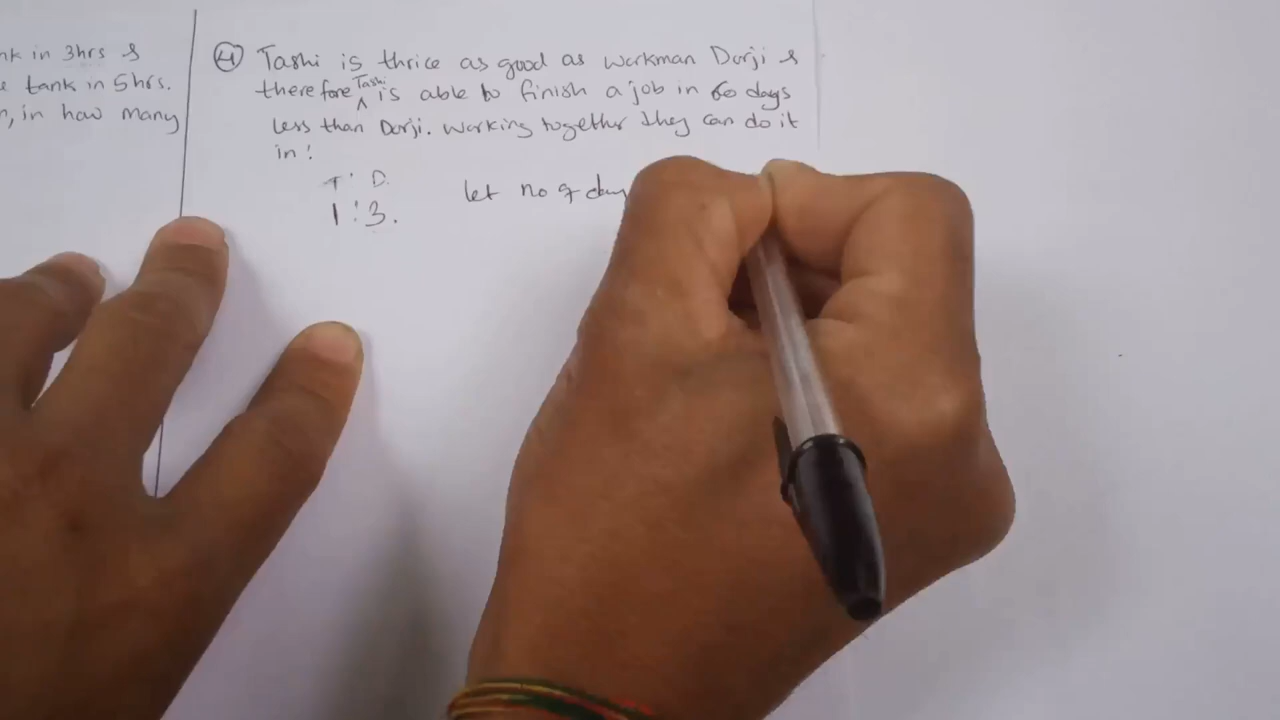 nk in 3hrs &
e tank in 5hrs.
n, in how many
④ Tashi is thrice as good as workman Dorji &
therefore Tashi is able to finish a job in 60 days
less than Dorji. Working together they can do it
in:
T : D.
1 : 3.
let no of day